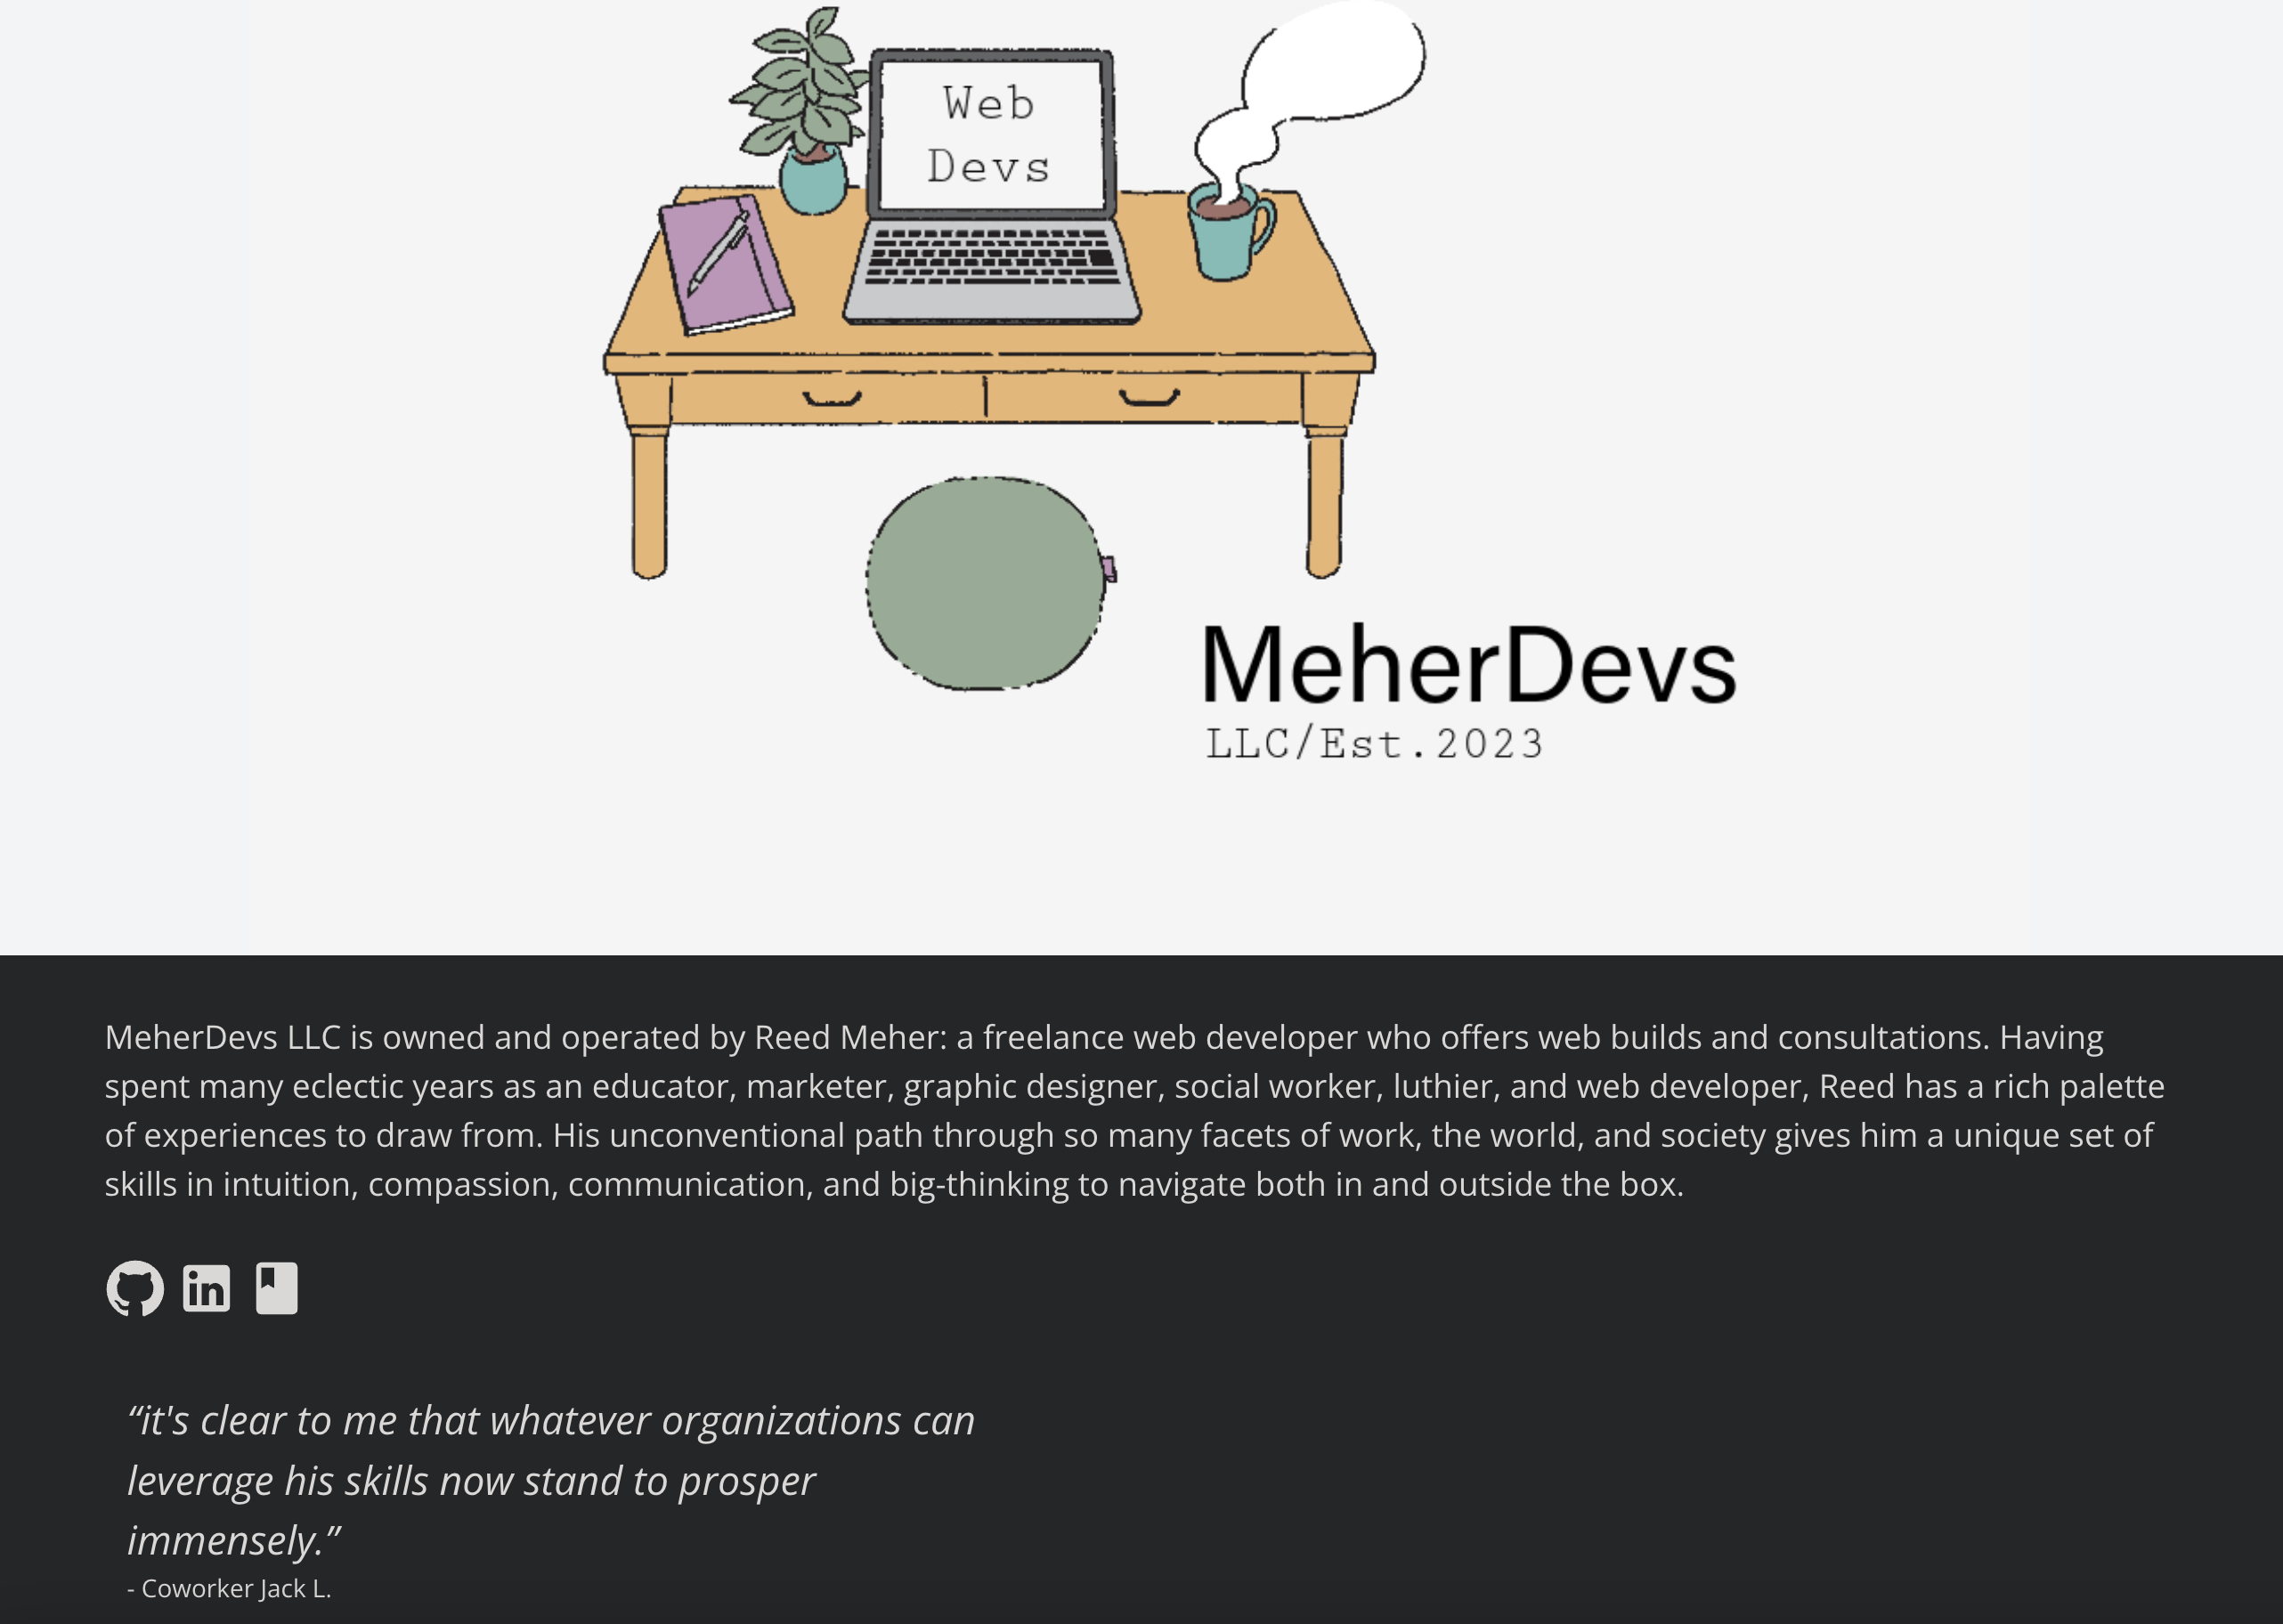 Web
Devs
MeherDevs
LLC/Est.2023
MeherDevs LLC is owned and operated by Reed Meher: a freelance web developer who offers web builds and consultations. Having
spent many eclectic years as an educator, marketer, graphic designer, social worker, luthier, and web developer, Reed has a rich palette
of experiences to draw from. His unconventional path through so many facets of work, the world, and society gives him a unique set of
skills in intuition, compassion, communication, and big-thinking to navigate both in and outside the box.
in
“it's clear to me that whatever organizations can
leverage his skills now stand to prosper
immensely.”
- Coworker Jack L.